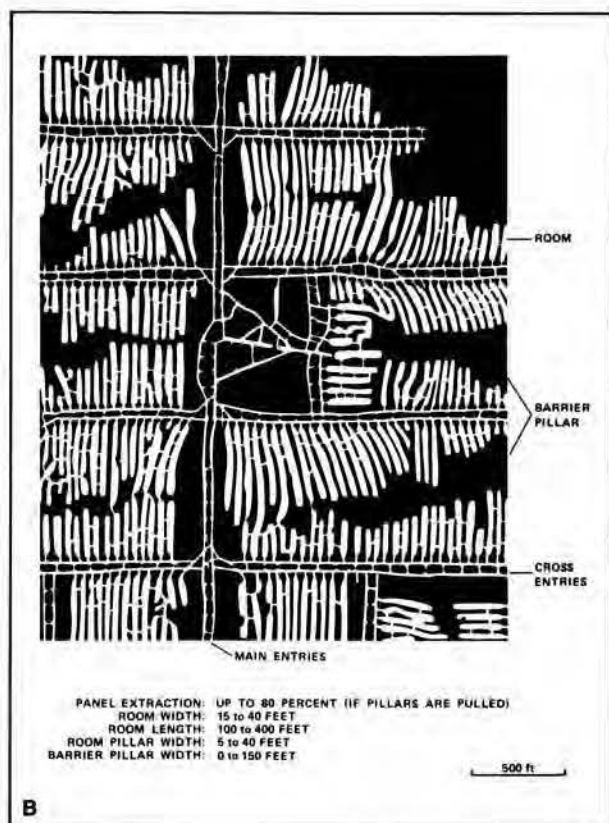 ROOM
BARRIER
PILLAR
CROSS
ENTRIES
MAIN ENTRIES
PANEL EXTRACTION: UP TO 80 PERCENT (IF PILLARS ARE PULLED)
ROOM WIDTH: 15 to 40 FEET
ROOM LENGTH: 100 to 400 FEET
ROOM PILLAR WIDTH: 5 to 40 FEET
BARRIER PILLAR WIDTH: 0 to 150 FEET
500 ft
B